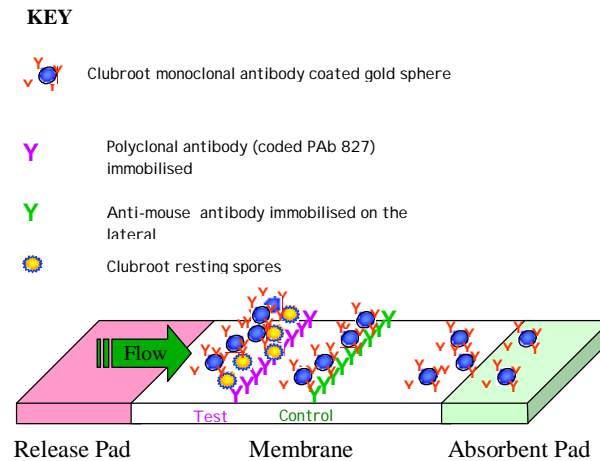 KEY
Clubroot monoclonal antibody coated gold sphere
Polyclonal antibody (coded PAb 827)
immobilised
Anti-mouse antibody immobilised on the
lateral
Clubroot resting spores
Flow
Test Control
Release Pad Membrane Absorbent Pad